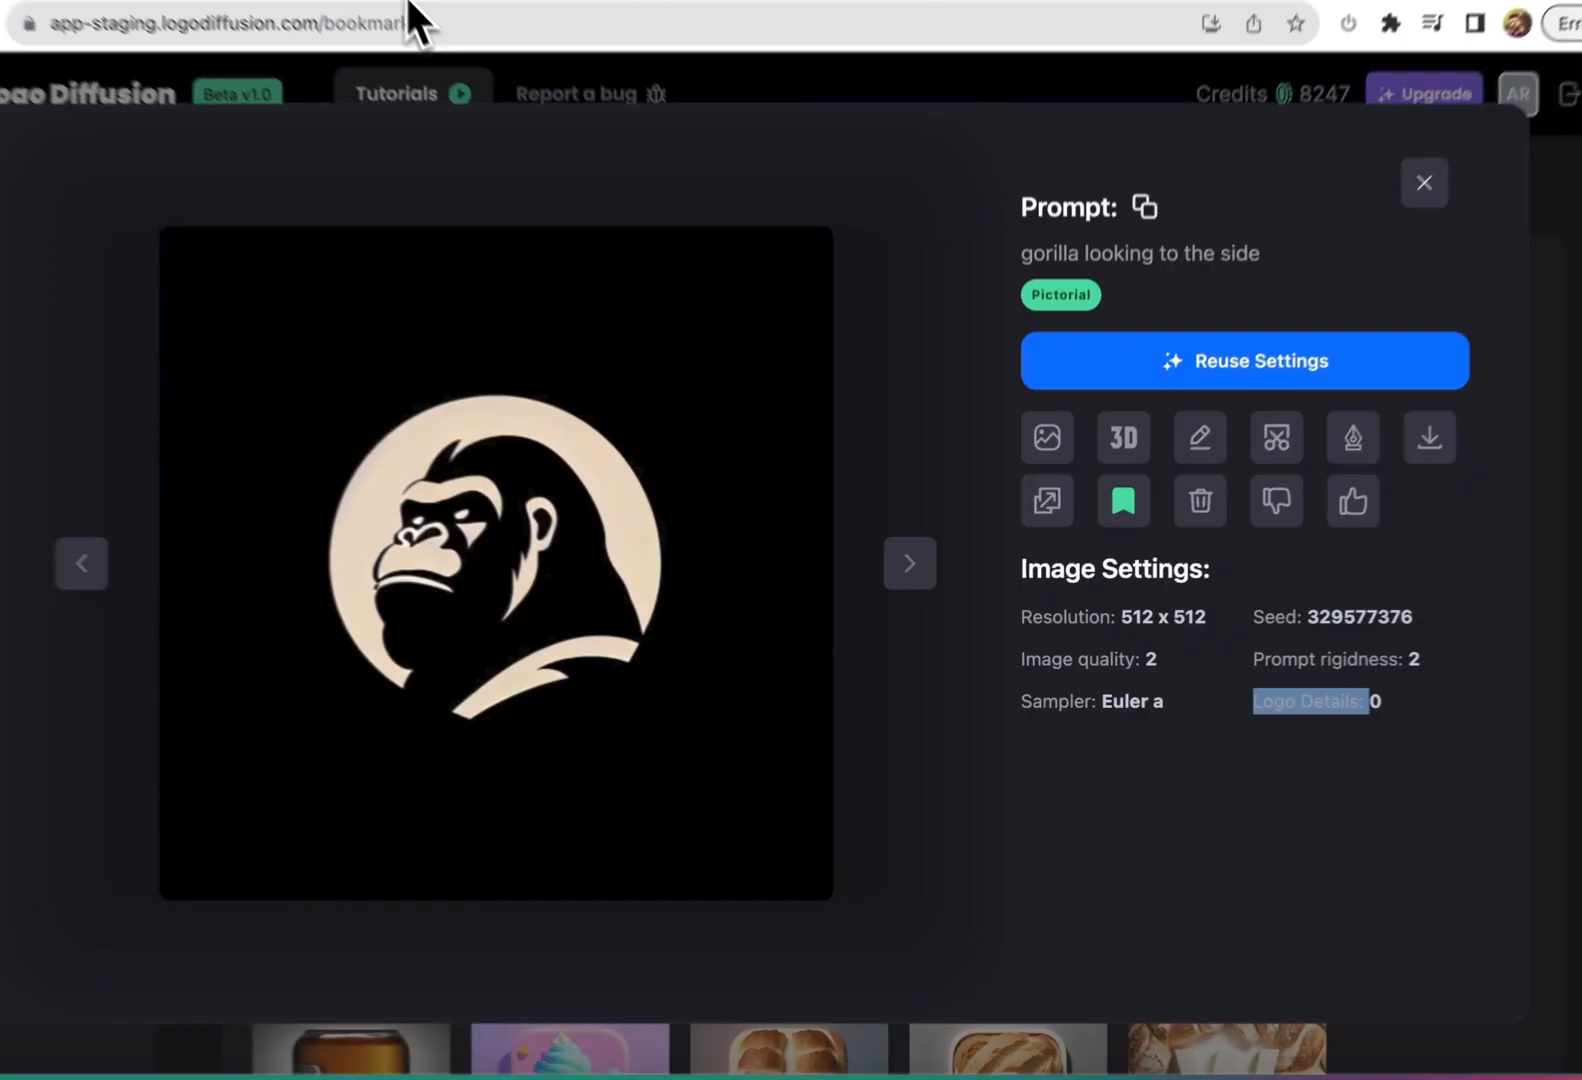 app-staging.logodiffusion.com/bookmark
ogo Diffusion Beta v1.0 Tutorials Report a bug Credits 8247 Upgrade AR
Prompt:
gorilla looking to the side
Pictorial
Reuse Settings
3D
Image Settings:
Resolution: 512 x 512 Seed: 329577376
Image quality: 2 Prompt rigidness: 2
Sampler: Euler a Logo Details: 0